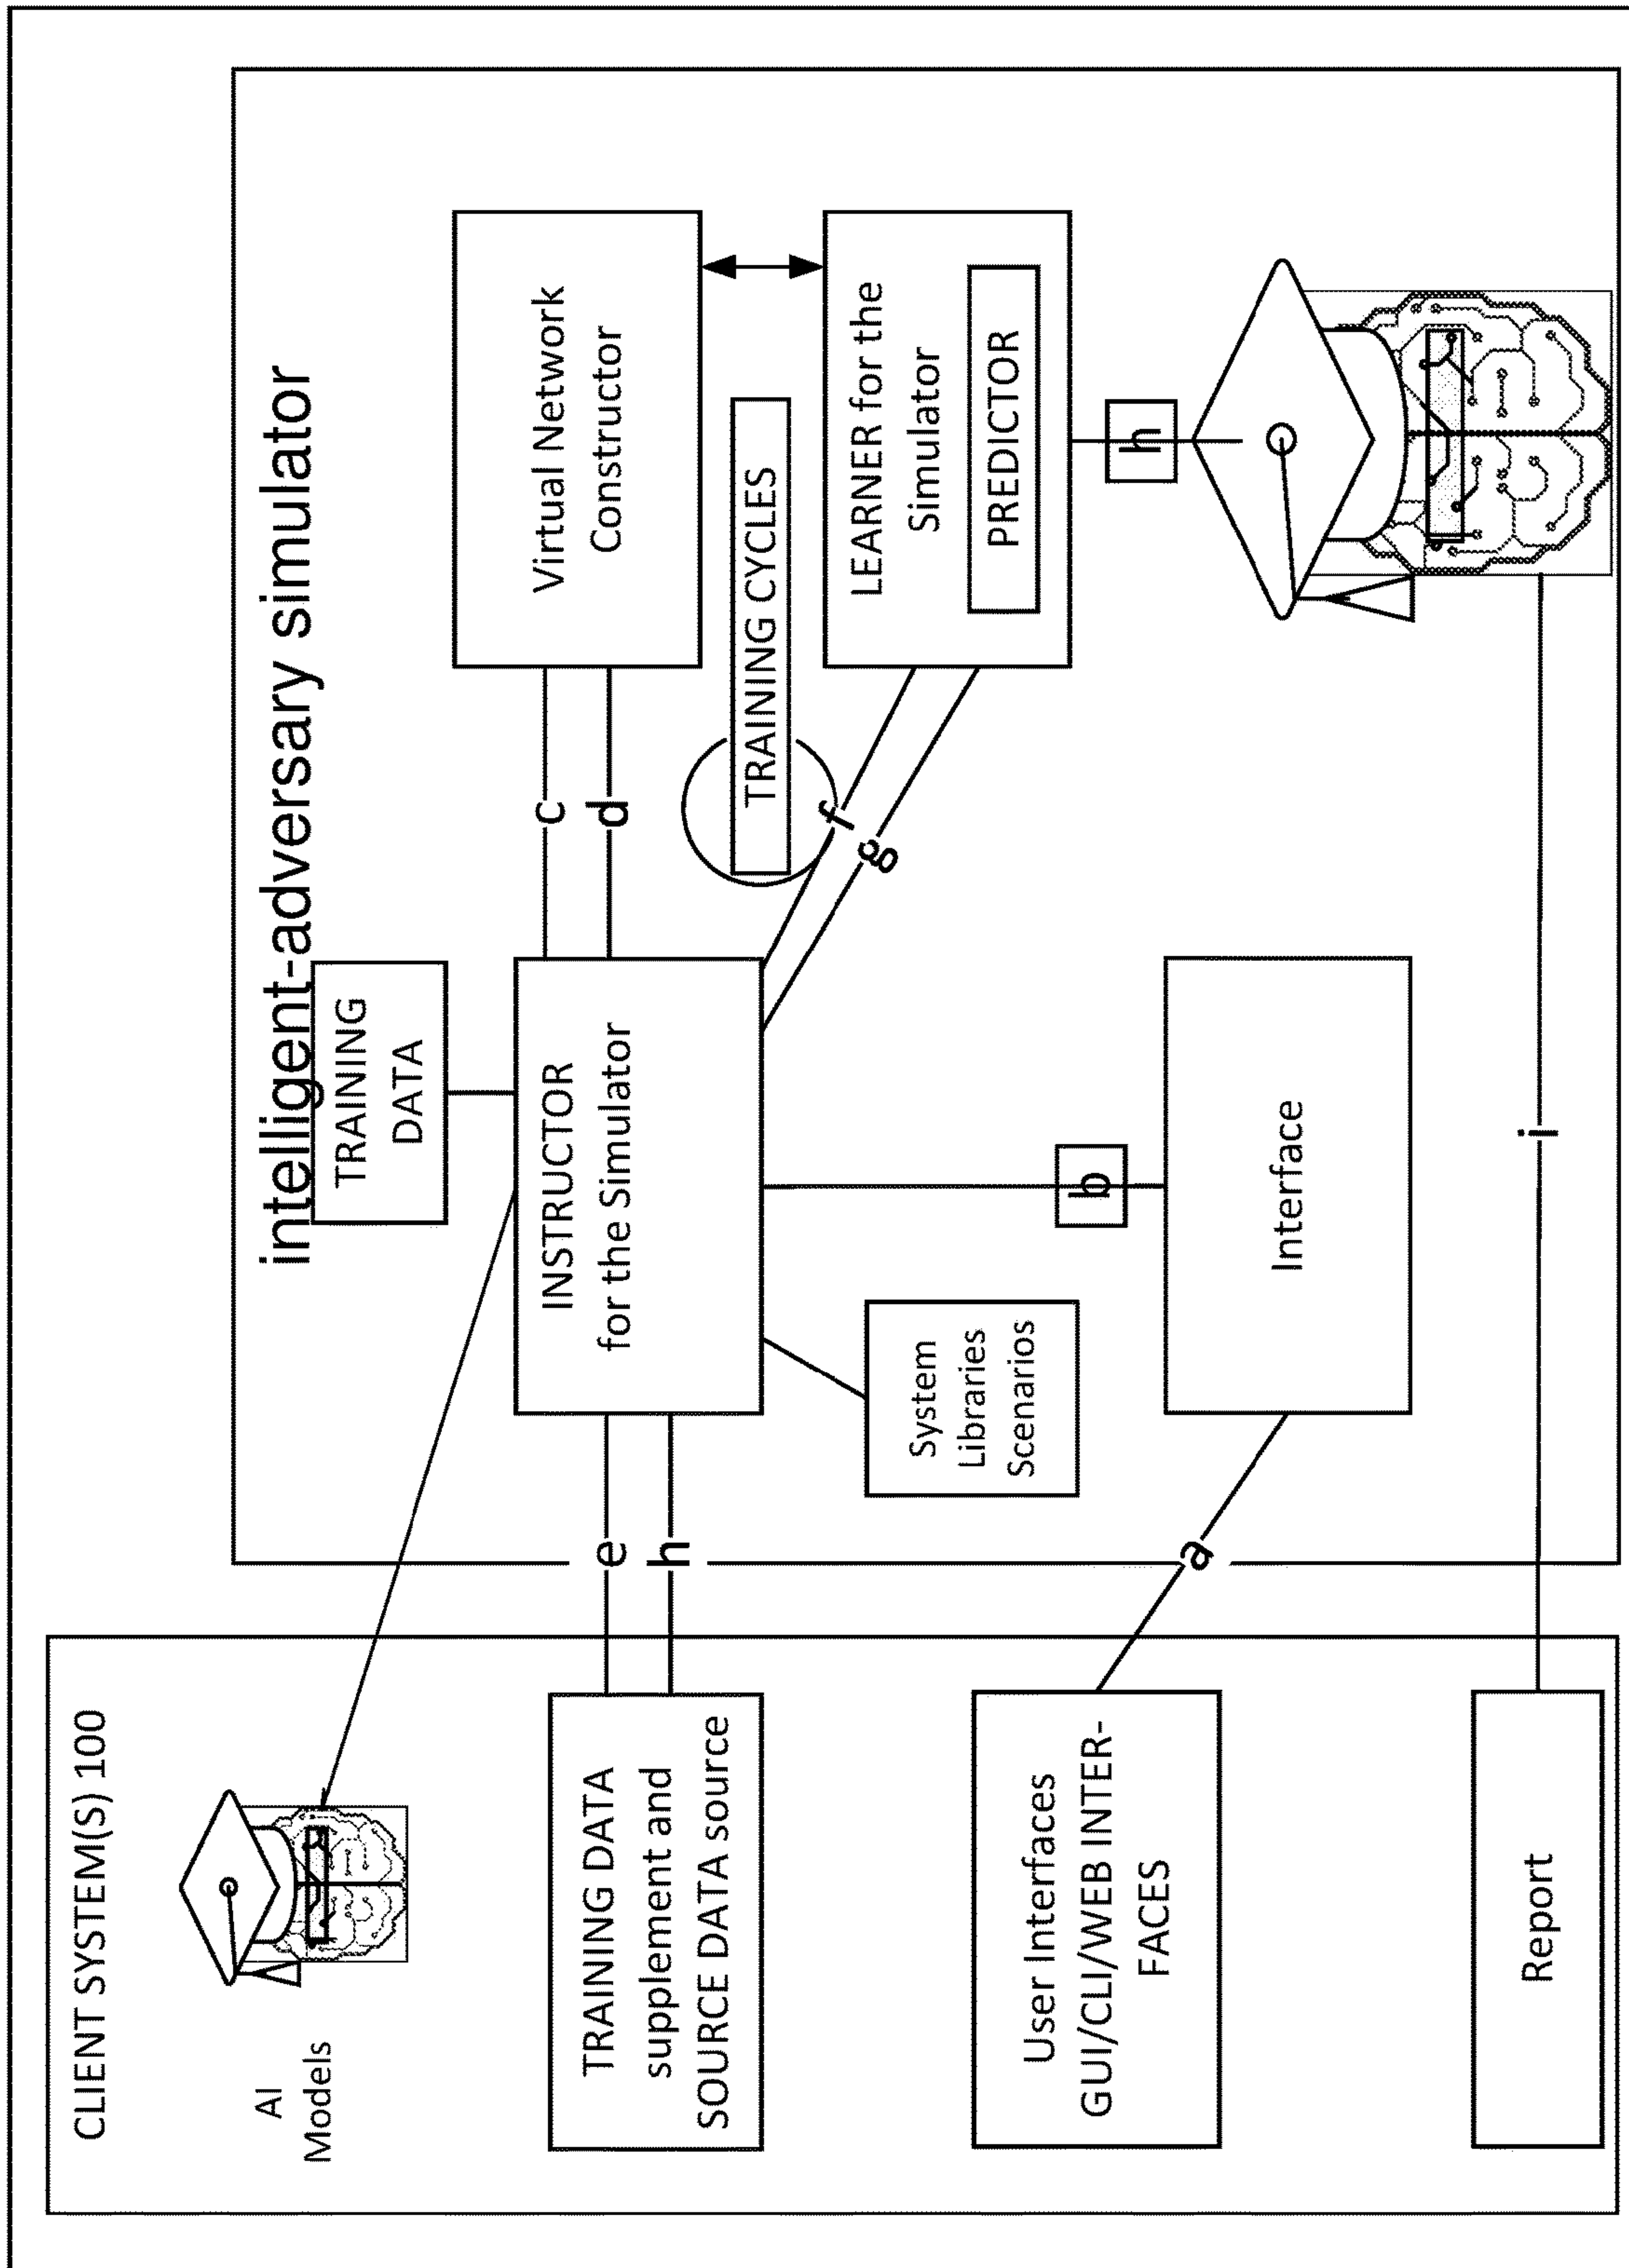 CLIENT SYSTEM(S) 100
AI
Models
TRAINING DATA
supplement and
SOURCE DATA source
User Interfaces
GUI/CLI/WEB INTER-
FACES
Report
intelligent-adversary simulator
TRAINING
DATA
INSTRUCTOR
for the Simulator
System
Libraries
Scenarios
Interface
Virtual Network
Constructor
TRAINING CYCLES
LEARNER for the
Simulator
PREDICTOR
e
h
a
b
c
d
f
g
h
i